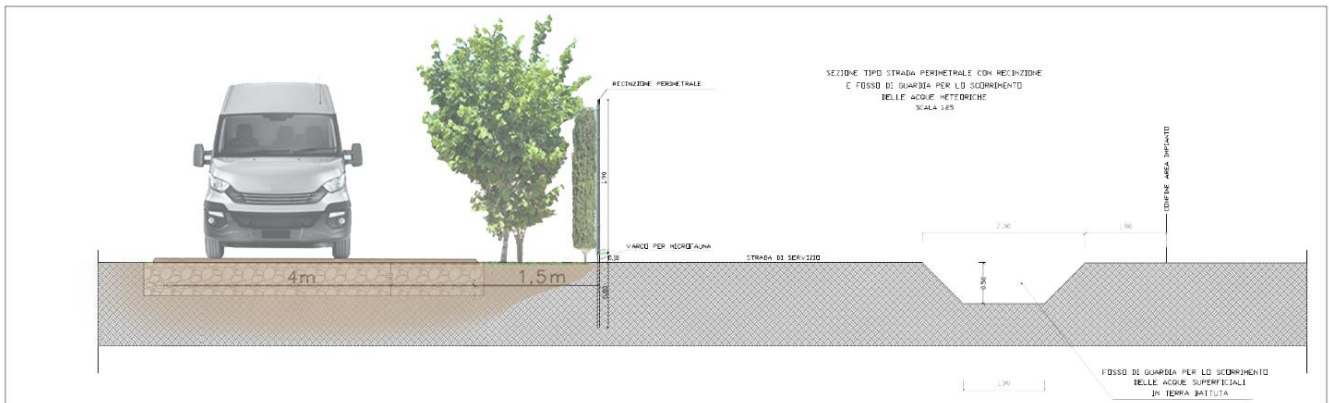 SEZIONE TIPO STRADA PERIMETRALE CON RECINZIONE
E FOSSO DI GUARDIA PER LO SCORRIMENTO
DELLE ACQUE METEORICHE
SCALA 1:25
RECINZIONE PERIMETRALE
1.90
CONFINE AREA IMPIANTO
VARCO PER MICROFAUNA
0.10
STRADA DI SERVIZIO
4m
1,5m
0.50
FOSSO DI GUARDIA PER LO SCORRIMENTO
DELLE ACQUE SUPERFICIALI
IN TERRA BATTUTA